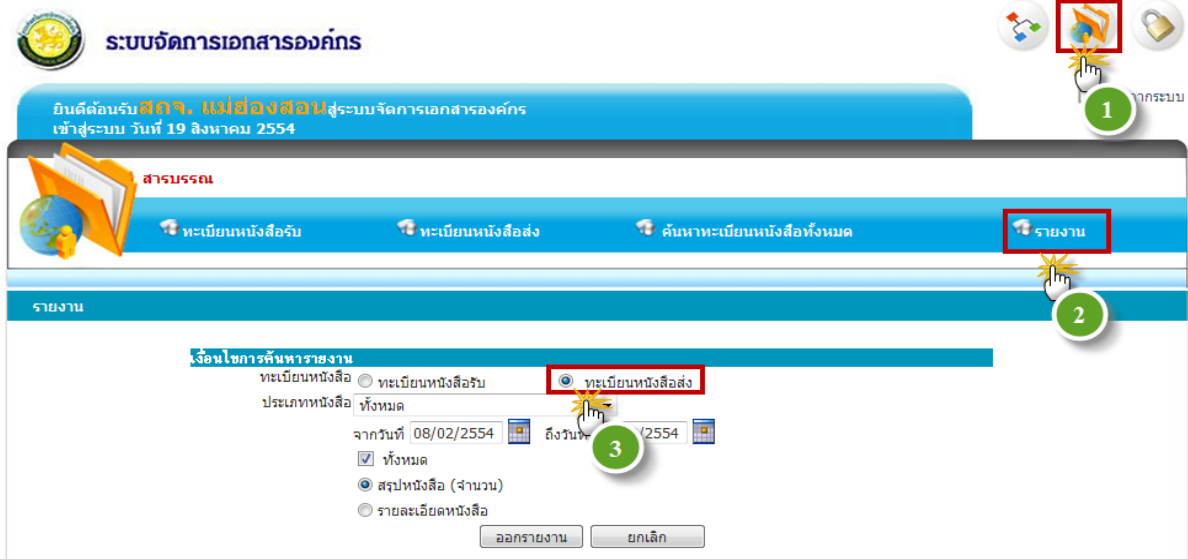 ระบบจัดการเอกสารองค์กร
ยินดีต้อนรับสถจ. แม่ฮ่องสอนสู่ระบบจัดการเอกสารองค์กร
เข้าสู่ระบบ วันที่ 19 สิงหาคม 2554
ากระบบ
1
สารบรรณ
ทะเบียนหนังสือรับ ทะเบียนหนังสือส่ง ค้นหาทะเบียนหนังสือทั้งหมด รายงาน
2
รายงาน
เงื่อนไขการค้นหารายงาน
ทะเบียนหนังสือ ทะเบียนหนังสือรับ ทะเบียนหนังสือส่ง
ประเภทหนังสือ ทั้งหมด
จากวันที่ 08/02/2554 ถึงวันที่ /2554
3
ทั้งหมด
สรุปหนังสือ (จำนวน)
รายละเอียดหนังสือ
ออกรายงาน ยกเลิก